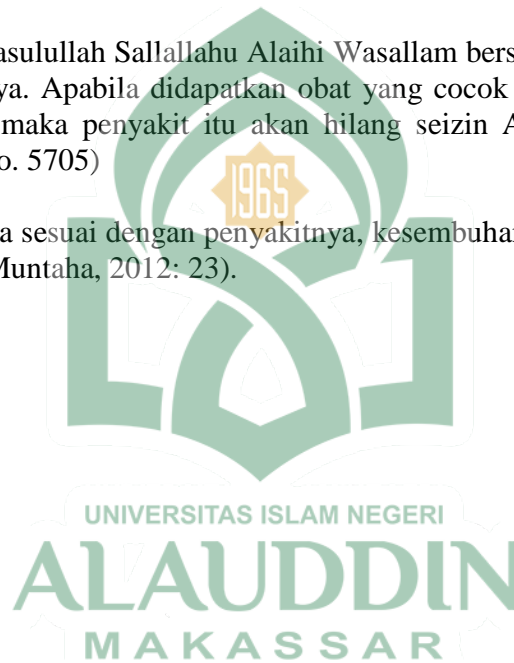 asulullah Sallallahu Alaihi Wasallam bers
ya. Apabila didapatkan obat yang cocok
maka penyakit itu akan hilang seizin A
o. 5705)
1965
a sesuai dengan penyakitnya, kesembuhan
Muntaha, 2012: 23).
UNIVERSITAS ISLAM NEGERI
ALAUDDIN
MAKASSAR